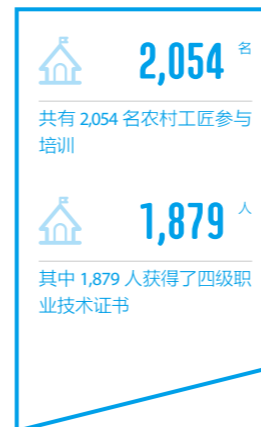 2,054 名
共有 2,054 名农村工匠参与
培训
1,879 人
其中 1,879 人获得了四级职
业技术证书